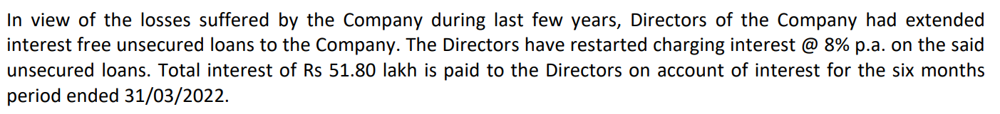 In view of the losses suffered by the Company during last few years, Directors of the Company had extended
interest free unsecured loans to the Company. The Directors have restarted charging interest @ 8% p.a. on the said
unsecured loans. Total interest of Rs 51.80 lakh is paid to the Directors on account of interest for the six months
period ended 31/03/2022.